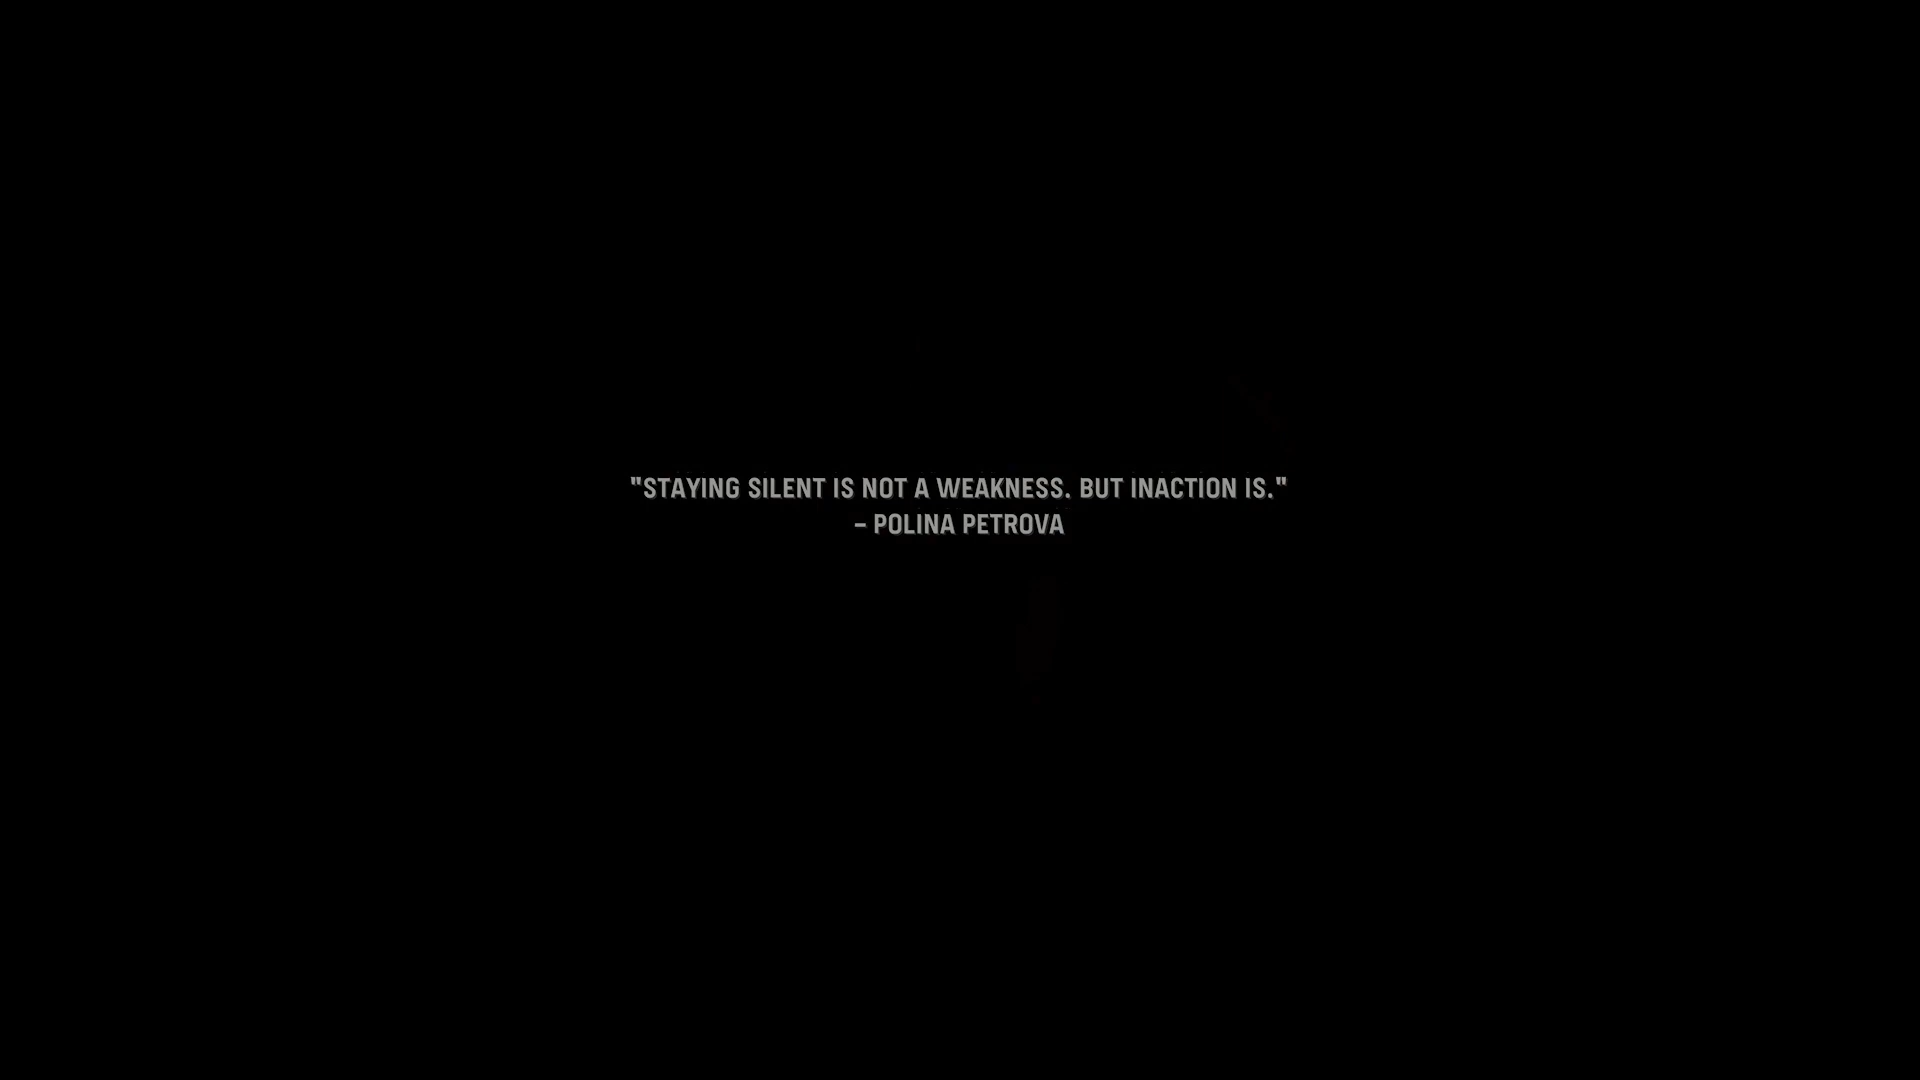 "STAYING SILENT IS NOT A WEAKNESS. BUT INACTION IS."
– POLINA PETROVA